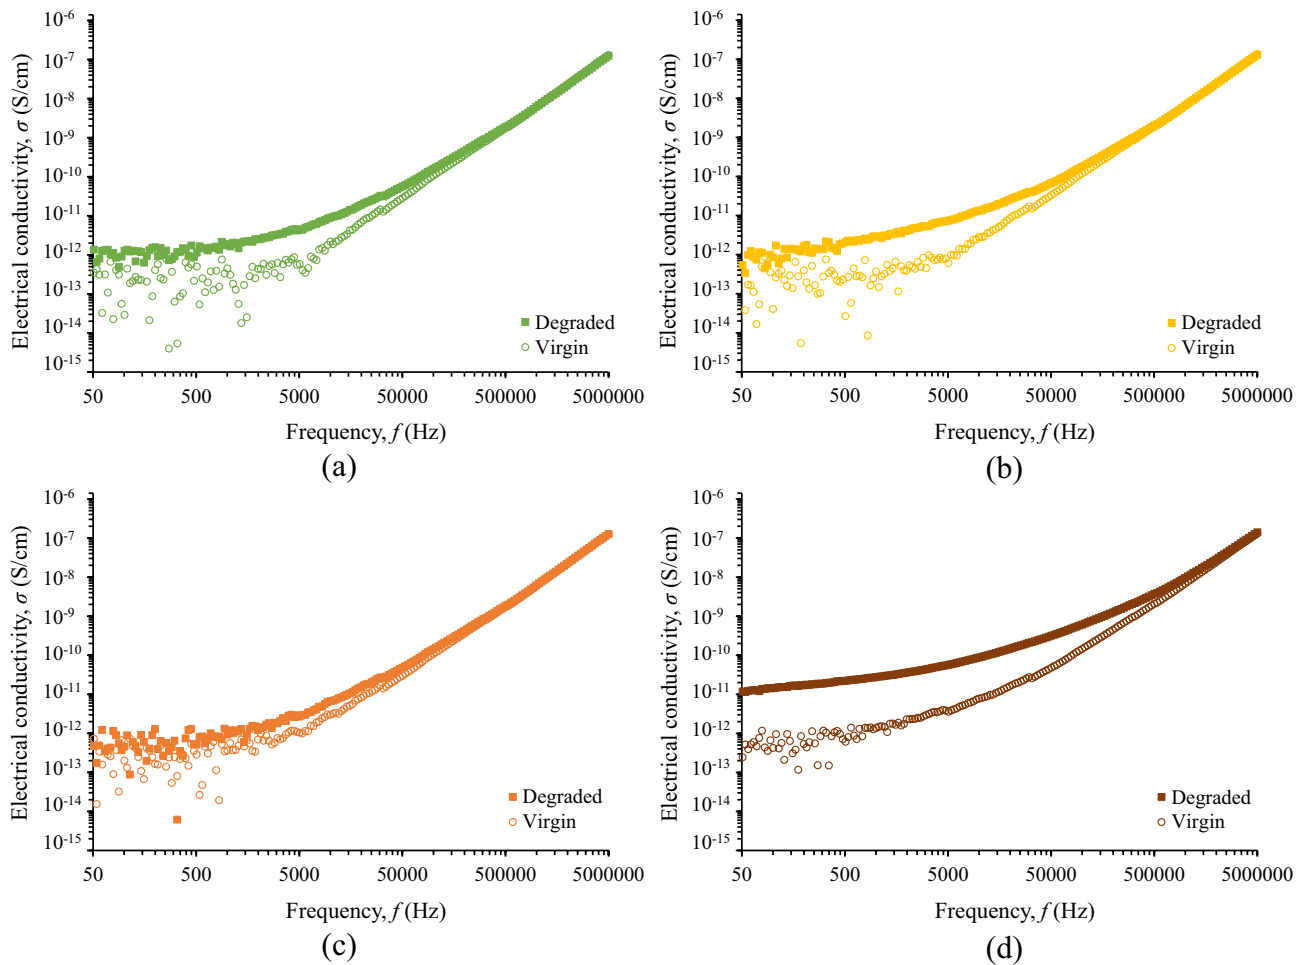 Electrical conductivity, σ (S/cm)
10⁻⁶
10⁻⁷
10⁻⁸
10⁻⁹
10⁻¹⁰
10⁻¹¹
10⁻¹²
10⁻¹³
10⁻¹⁴
10⁻¹⁵
Degraded
Virgin
50 500 5000 50000 500000 5000000
Frequency, f (Hz)
(a)
Electrical conductivity, σ (S/cm)
10⁻⁶
10⁻⁷
10⁻⁸
10⁻⁹
10⁻¹⁰
10⁻¹¹
10⁻¹²
10⁻¹³
10⁻¹⁴
10⁻¹⁵
Degraded
Virgin
50 500 5000 50000 500000 5000000
Frequency, f (Hz)
(b)
Electrical conductivity, σ (S/cm)
10⁻⁶
10⁻⁷
10⁻⁸
10⁻⁹
10⁻¹⁰
10⁻¹¹
10⁻¹²
10⁻¹³
10⁻¹⁴
10⁻¹⁵
Degraded
Virgin
50 500 5000 50000 500000 5000000
Frequency, f (Hz)
(c)
Electrical conductivity, σ (S/cm)
10⁻⁶
10⁻⁷
10⁻⁸
10⁻⁹
10⁻¹⁰
10⁻¹¹
10⁻¹²
10⁻¹³
10⁻¹⁴
10⁻¹⁵
Degraded
Virgin
50 500 5000 50000 500000 5000000
Frequency, f (Hz)
(d)